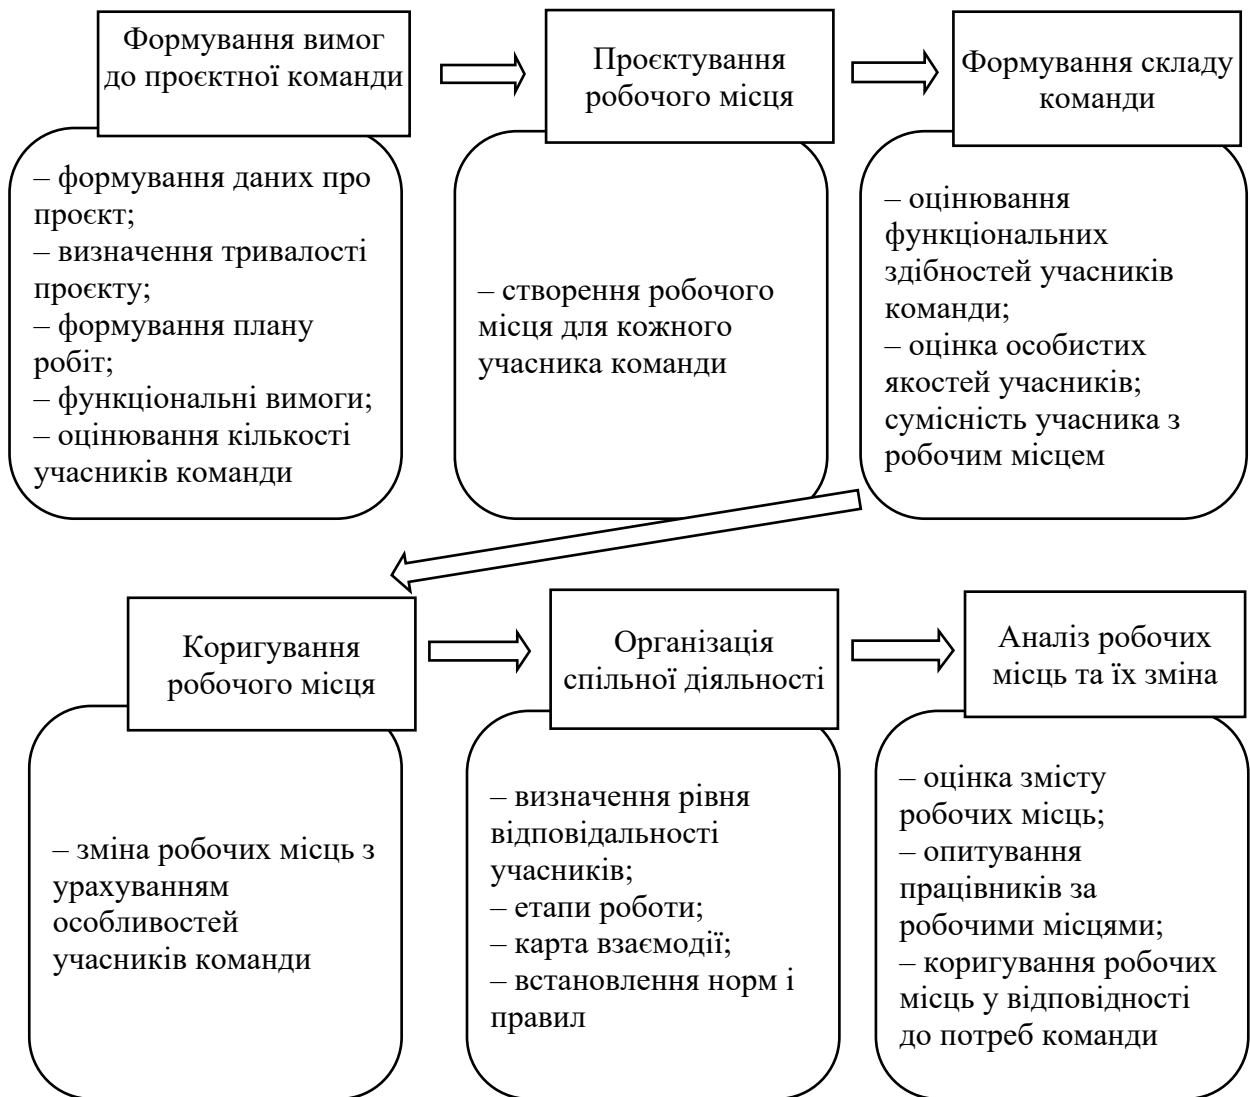 Формування вимог
до проєктної команди
– формування даних про
проєкт;
– визначення тривалості
проєкту;
– формування плану
робіт;
– функціональні вимоги;
– оцінювання кількості
учасників команди
Проєктування
робочого місця
– створення робочого
місця для кожного
учасника команди
Формування складу
команди
– оцінювання
функціональних
здібностей учасників
команди;
– оцінка особистих
якостей учасників;
сумісність учасника з
робочим місцем
Коригування
робочого місця
– зміна робочих місць з
урахуванням
особливостей
учасників команди
Організація
спільної діяльності
– визначення рівня
відповідальності
учасників;
– етапи роботи;
– карта взаємодії;
– встановлення норм і
правил
Аналіз робочих
місць та їх зміна
– оцінка змісту
робочих місць;
– опитування
працівників за
робочими місцями;
– коригування робочих
місць у відповідності
до потреб команди